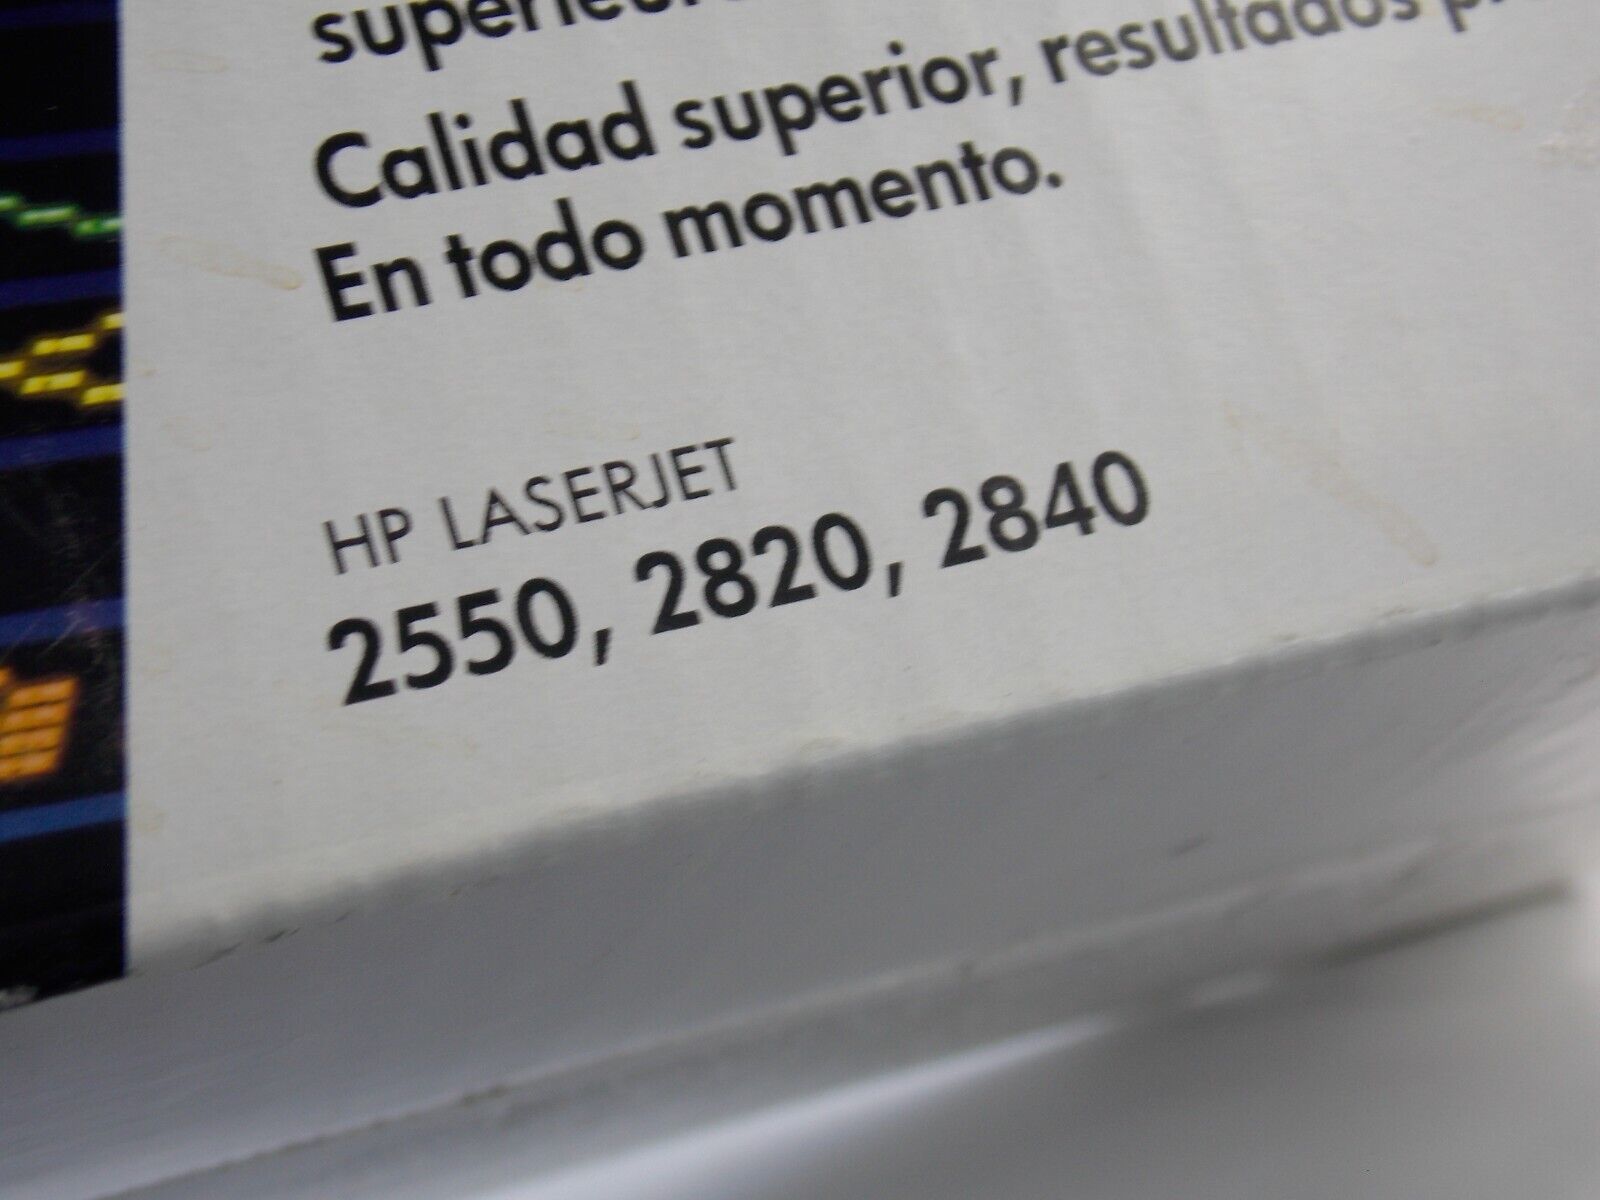 Calidad superior, resultados
En todo momento.
HP LASERJET
2550, 2820, 2840